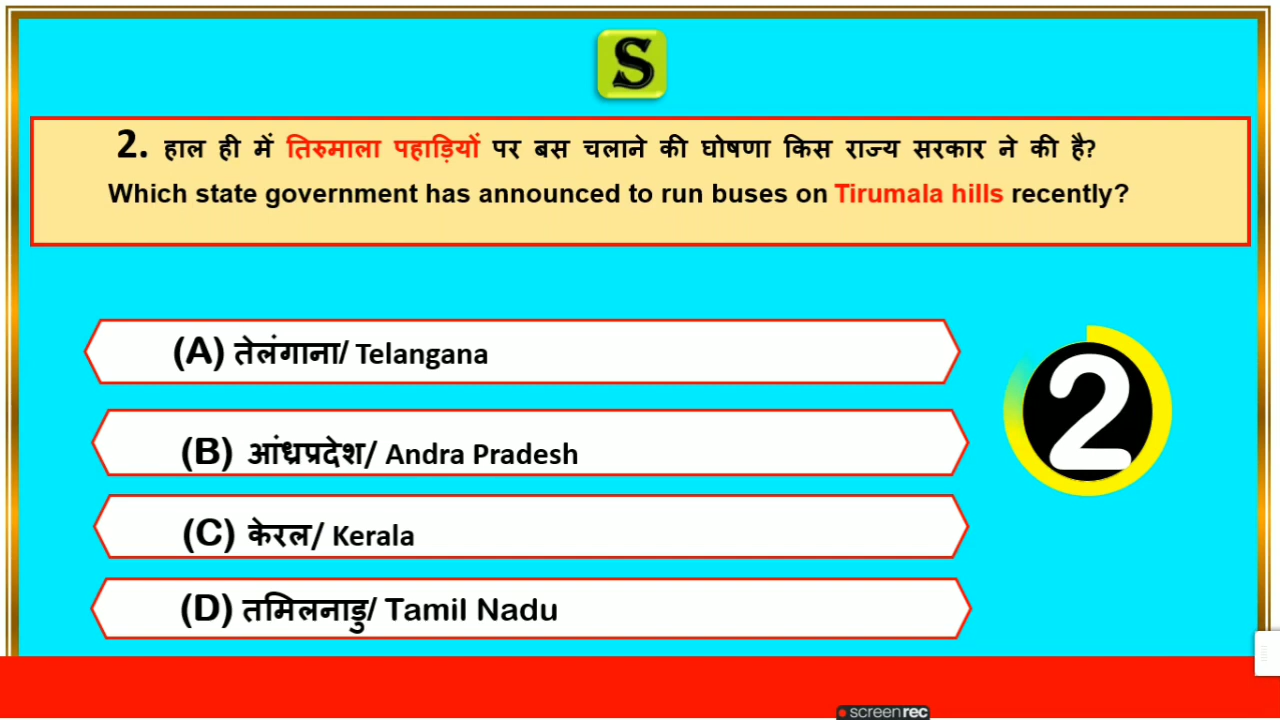 S
2. हाल ही में तिरुमाला पहाड़ियों पर बस चलाने की घोषणा किस राज्य सरकार ने की है?
Which state government has announced to run buses on Tirumala hills recently?
(A) तेलंगाना/ Telangana
2
(B) आंध्रप्रदेश/ Andra Pradesh
(C) केरल/ Kerala
(D) तमिलनाडु/ Tamil Nadu
screenrec